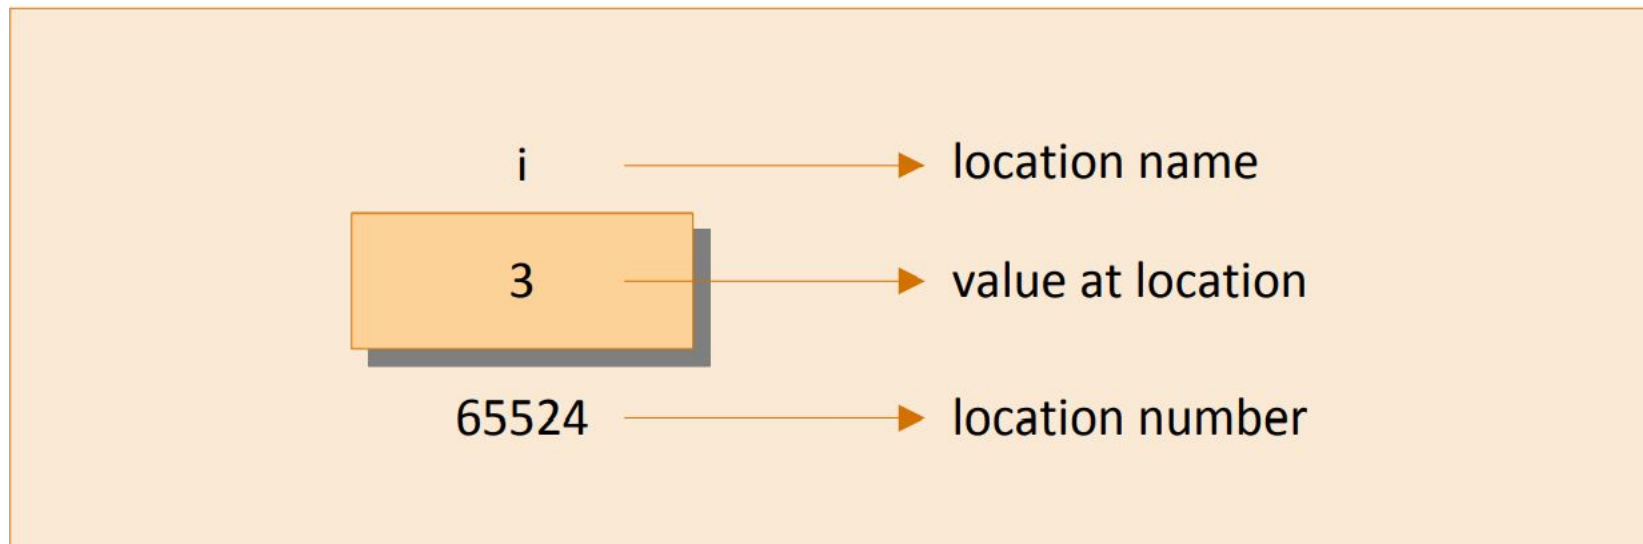 i location name
3 value at location
65524 location number